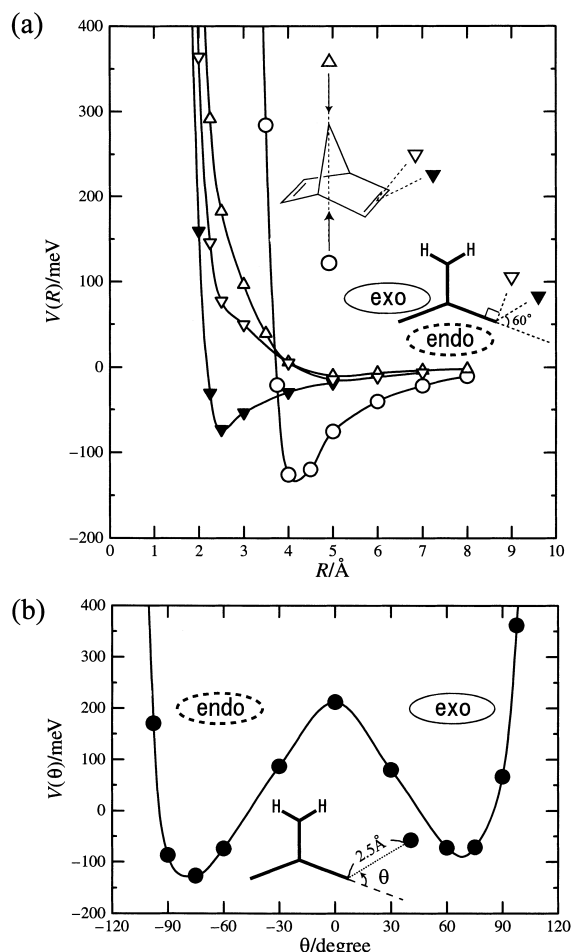 (a)
400
300
200
100
0
−100
−200
V(R)/meV
H H
exo
endo
60°
0 1 2 3 4 5 6 7 8 9 10
R/Å
(b)
400
300
200
100
0
−100
−200
V(θ)/meV
endo
exo
H H
2.5Å
θ
−120 −90 −60 −30 0 30 60 90 120
θ/degree